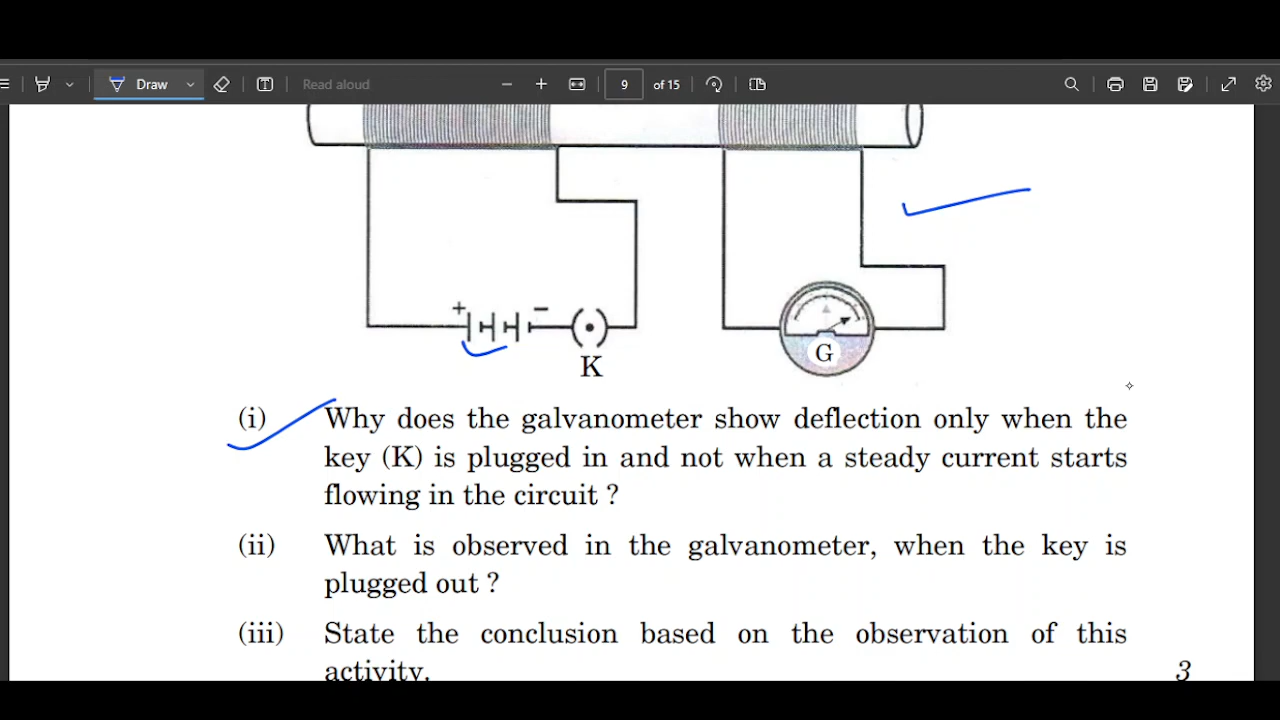 Draw
Read aloud
9 of 15
+ −
K
G
(i) Why does the galvanometer show deflection only when the
key (K) is plugged in and not when a steady current starts
flowing in the circuit ?
(ii) What is observed in the galvanometer, when the key is
plugged out ?
(iii) State the conclusion based on the observation of this
activity.
3